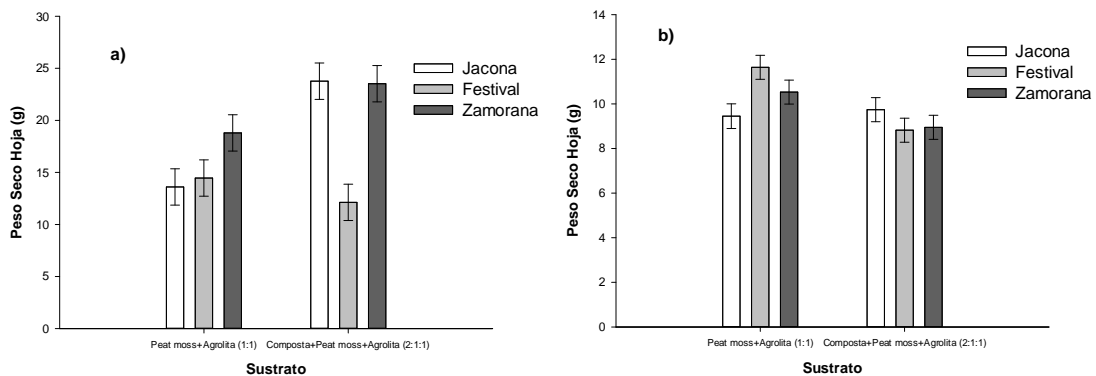 a)
30
25
20
15
10
5
0
Peso Seco Hoja (g)
Jacona
Festival
Zamorana
Peat moss+Agrolita (1:1)
Composta+Peat moss+Agrolita (2:1:1)
Sustrato
b)
14
12
10
8
6
4
2
0
Peso Seco Hoja (g)
Jacona
Festival
Zamorana
Peat moss+Agrolita (1:1)
Composta+Peat moss+Agrolita (2:1:1)
Sustrato